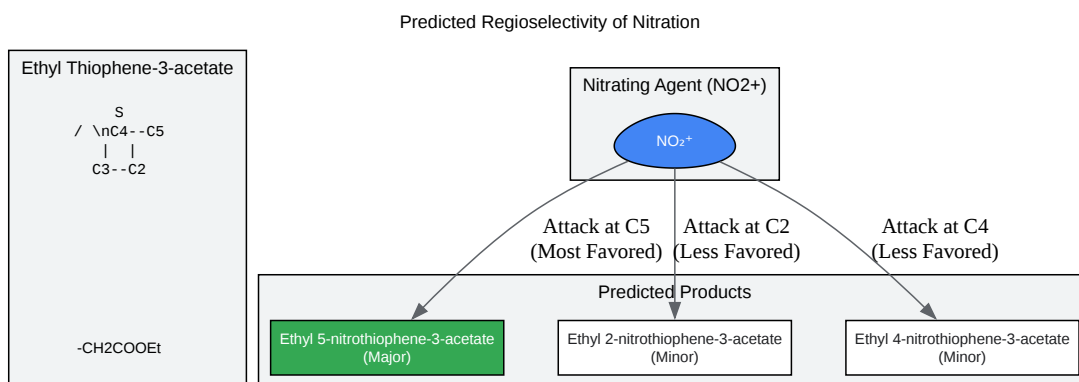 Predicted Regioselectivity of Nitration
Ethyl Thiophene-3-acetate
S
/ \nC4--C5
|  |
C3--C2
-CH2COOEt
Nitrating Agent (NO2+)
NO₂⁺
Attack at C5
(Most Favored)
Attack at C2
(Less Favored)
Attack at C4
(Less Favored)
Predicted Products
Ethyl 5-nitrothiophene-3-acetate
(Major)
Ethyl 2-nitrothiophene-3-acetate
(Minor)
Ethyl 4-nitrothiophene-3-acetate
(Minor)